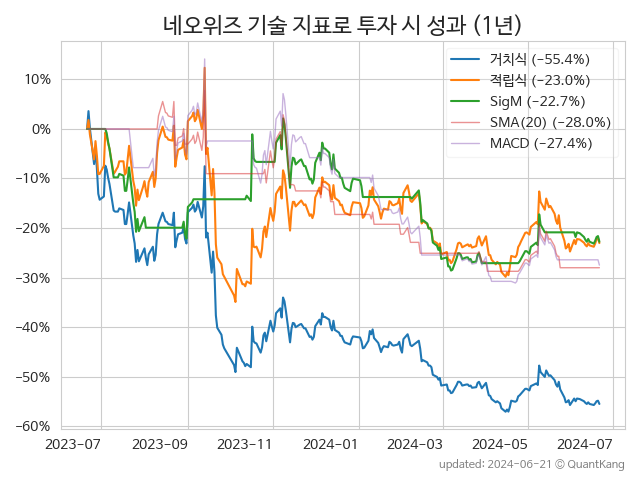 네오위즈 기술 지표로 투자 시 성과 (1년)
거치식 (−55.4%)
적립식 (−23.0%)
SigM (−22.7%)
SMA(20) (−28.0%)
MACD (−27.4%)
10%
0%
−10%
−20%
−30%
−40%
−50%
−60%
2023-07 2023-09 2023-11 2024-01 2024-03 2024-05 2024-07
updated: 2024-06-21 © QuantKang